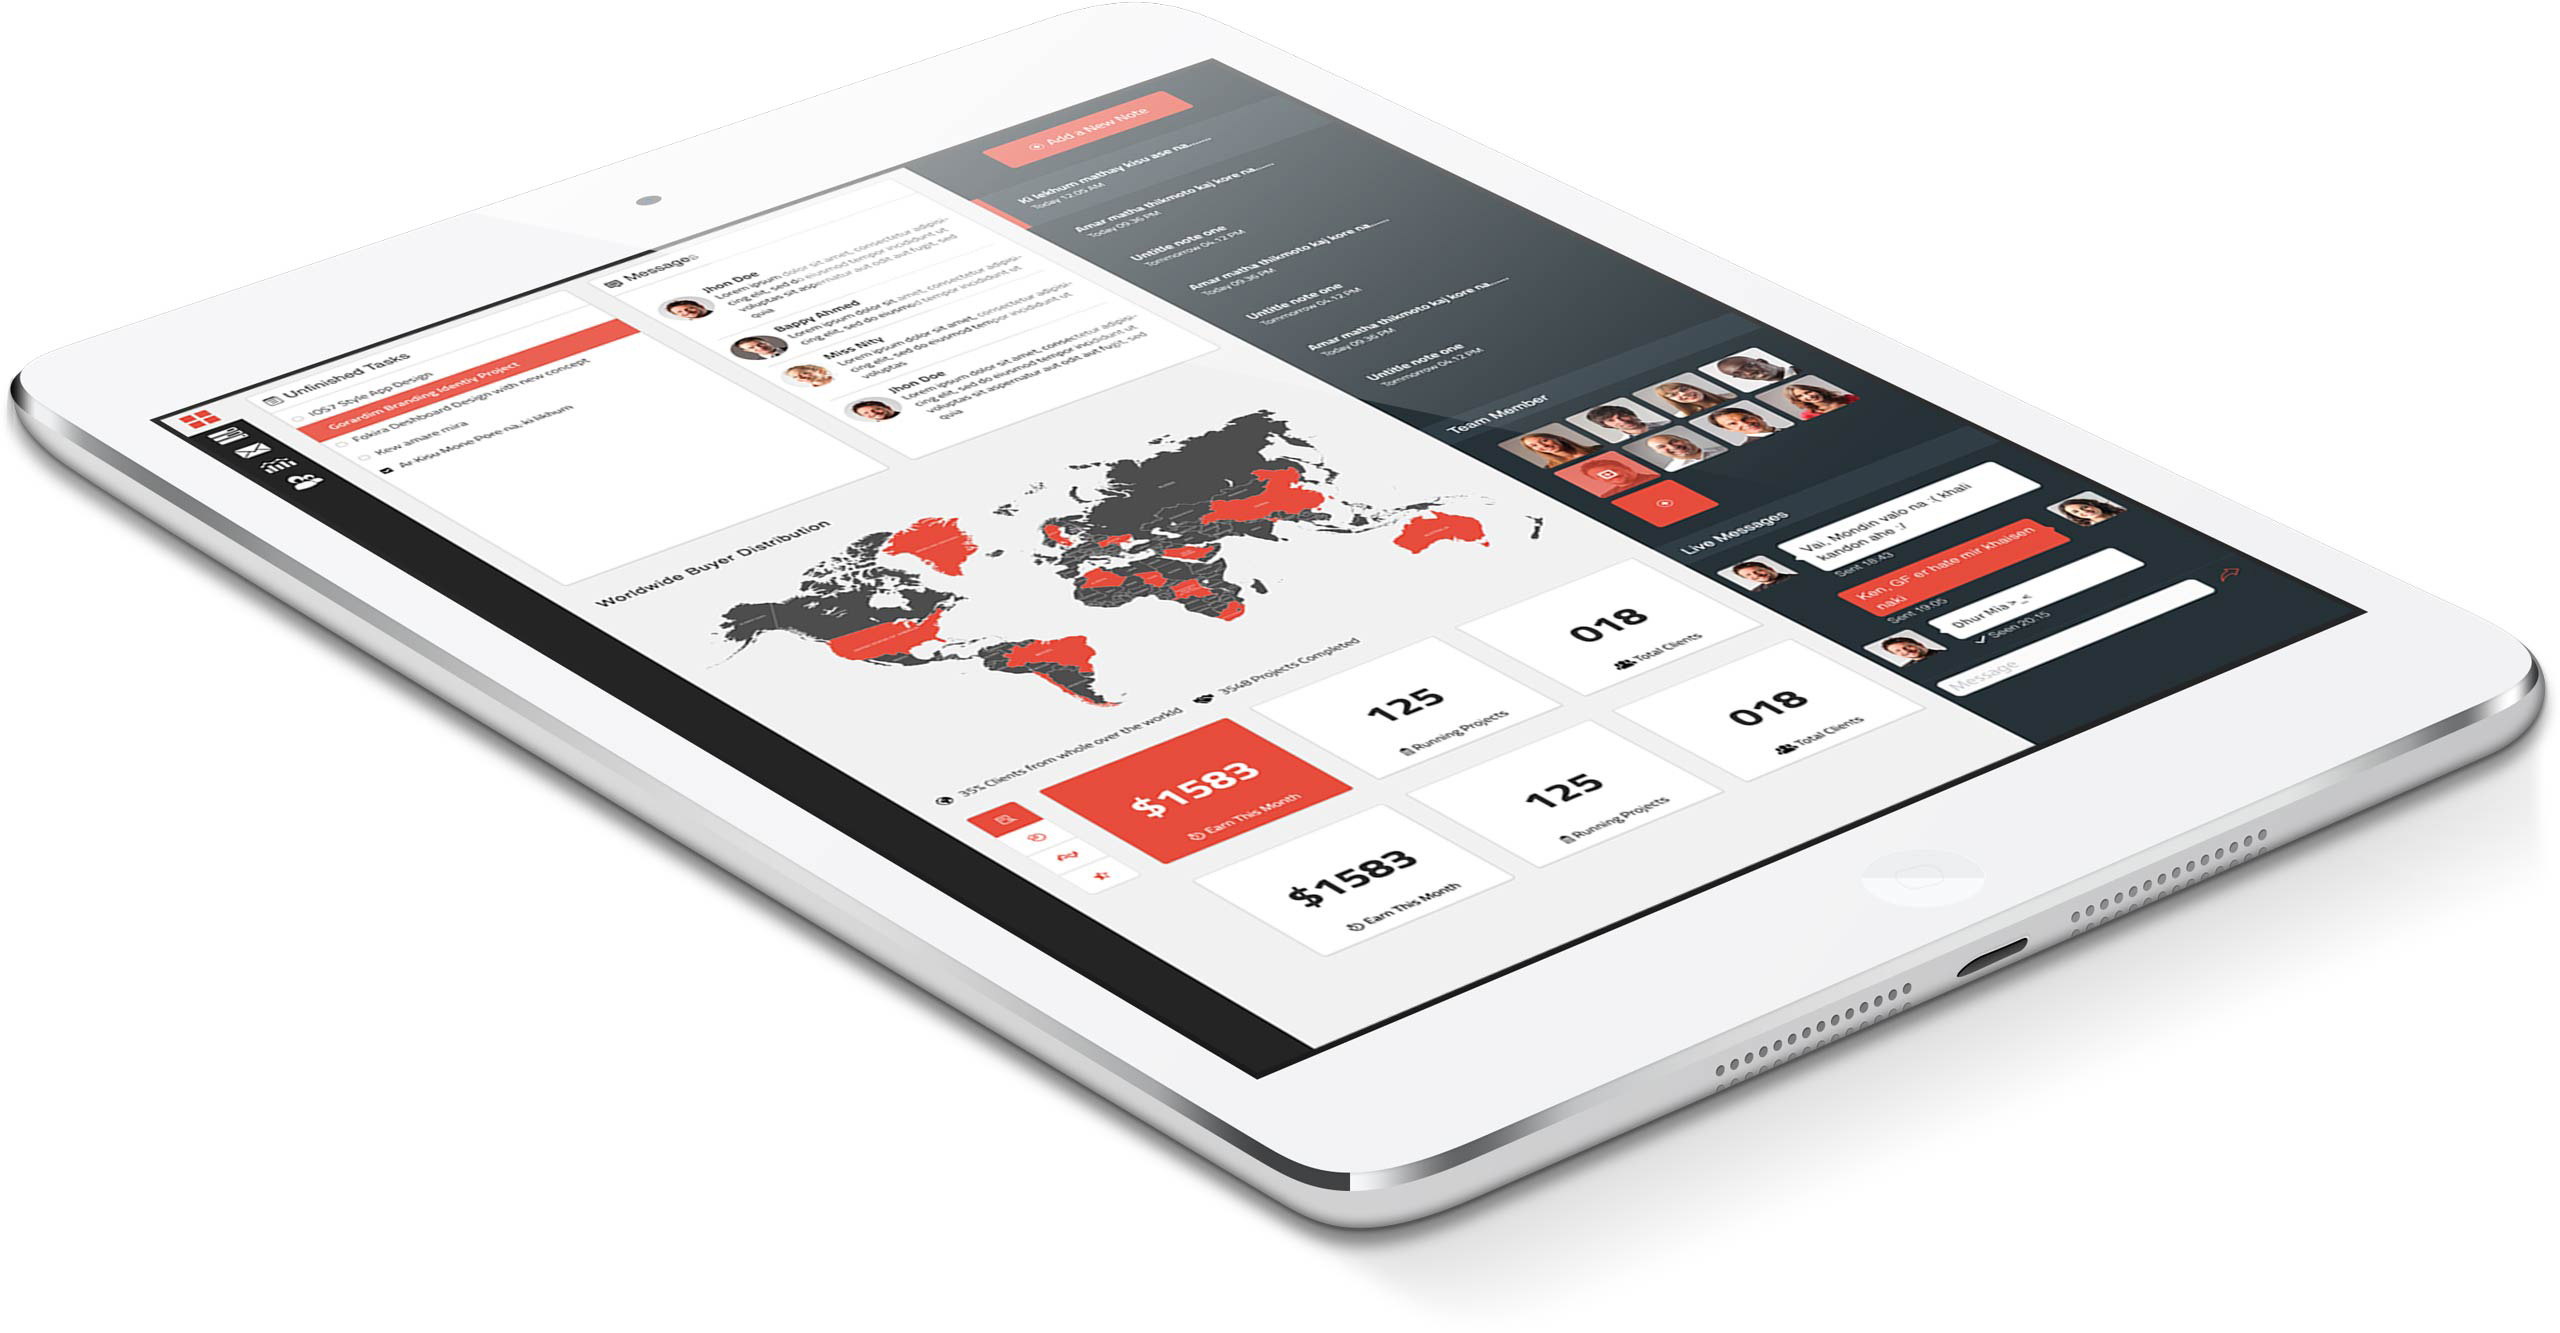 Unfinished Tasks
IOS7 Style App Design
Gorardim Branding Identiy Project
Fokira Deshboard Design with new concept
Kew amare mira
Ar Kisu Mone Pore na, ki likhum
Messages
Jhon Doe
Lorem ipsum dolor sit amet, consectetur adipisi-
cing elit, sed do eiusmod tempor incididunt ut
voluptas sit aspernatur aut odit aut fugit, sed
quia
Bappy Ahmed
Lorem ipsum dolor sit amet, consectetur adipisi-
cing elit, sed do eiusmod tempor incididunt ut
Miss Nity
Lorem ipsum dolor sit amet, consectetur adipisi-
cing elit, sed do eiusmod tempor incididunt ut
voluptas
Jhon Doe
Lorem ipsum dolor sit amet, consectetur adipisi-
cing elit, sed do eiusmod tempor incididunt ut
voluptas sit aspernatur aut odit aut fugit, sed
quia
Worldwide Buyer Distribution
35% Clients from whole over the workld
3548 Projects Completed
$1583
Earn This Month
125
Running Projects
018
Total Clients
$1583
Earn This Month
125
Running Projects
018
Total Clients
Add a New Note
Ki lekhum mathay kisu ase na.......
Today 12.05 AM
Amar matha thikmoto kaj kore na......
Today 09.36 PM
Untitle note one
Tommorrow 04.12 PM
Amar matha thikmoto kaj kore na......
Today 09.36 PM
Untitle note one
Tommorrow 04.12 PM
Amar matha thikmoto kaj kore na......
Today 09.36 PM
Untitle note one
Tommorrow 04.12 PM
Team Member
Live Messages
Vai, Mondin valo na :( khali
kandon ahe :/
Sent 18:43
Ken, GF er hate mir khaisen
naki
Sent 19:05
Dhur Mia >_<
Seen 20:15
Message